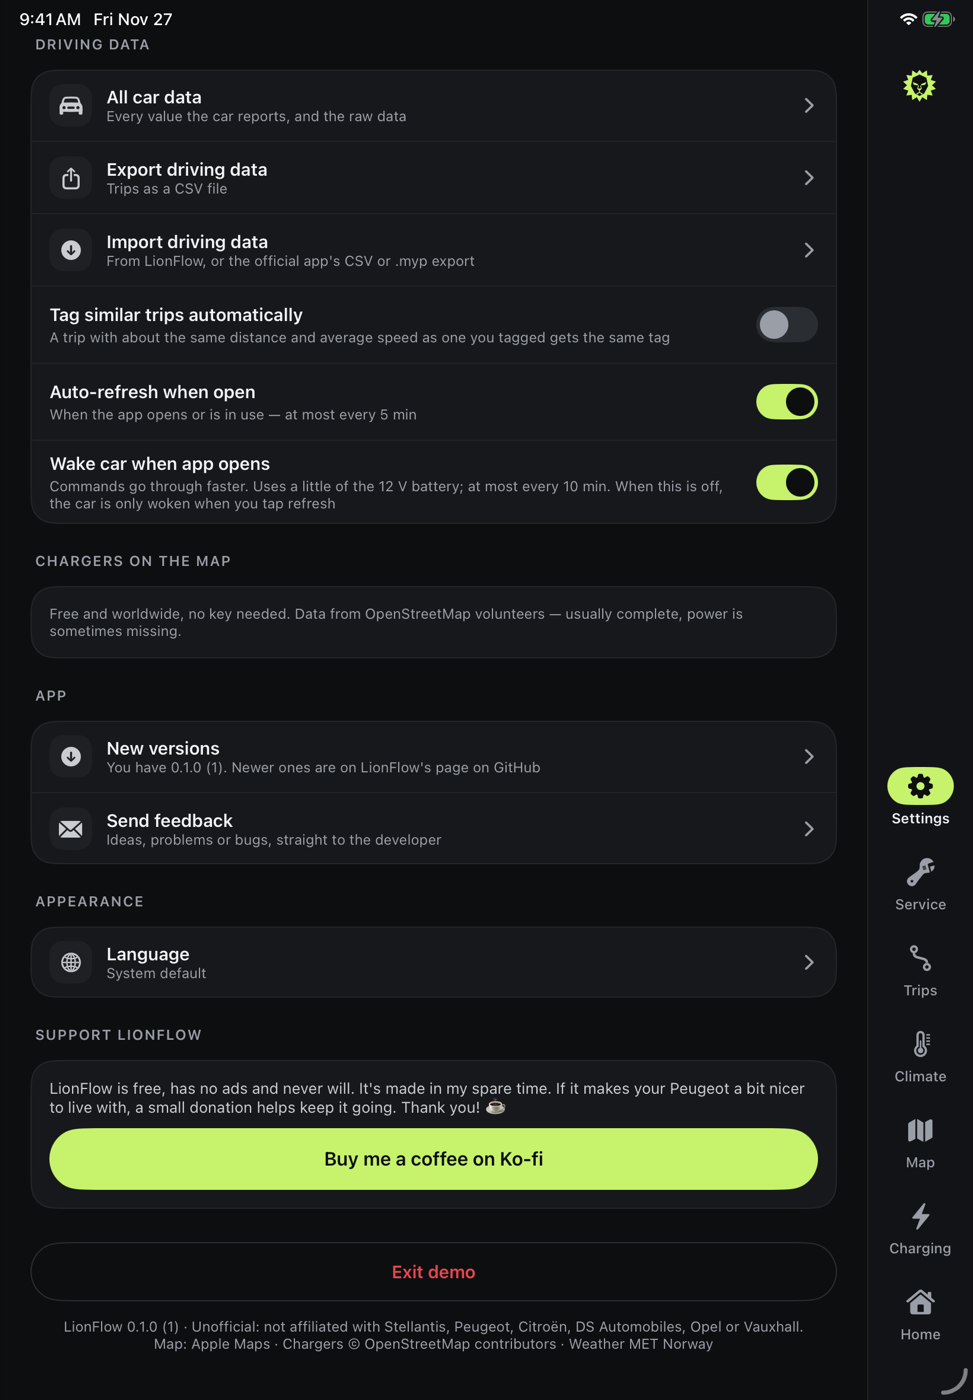 9:41 AM Fri Nov 27
DRIVING DATA
All car data
Every value the car reports, and the raw data
Export driving data
Trips as a CSV file
Import driving data
From LionFlow, or the official app's CSV or .myp export
Tag similar trips automatically
A trip with about the same distance and average speed as one you tagged gets the same tag
Auto-refresh when open
When the app opens or is in use — at most every 5 min
Wake car when app opens
Commands go through faster. Uses a little of the 12 V battery; at most every 10 min. When this is off,
the car is only woken when you tap refresh
CHARGERS ON THE MAP
Free and worldwide, no key needed. Data from OpenStreetMap volunteers — usually complete, power is
sometimes missing.
APP
New versions
You have 0.1.0 (1). Newer ones are on LionFlow's page on GitHub
Send feedback
Ideas, problems or bugs, straight to the developer
APPEARANCE
Language
System default
SUPPORT LIONFLOW
LionFlow is free, has no ads and never will. It's made in my spare time. If it makes your Peugeot a bit nicer
to live with, a small donation helps keep it going. Thank you! ☕
Buy me a coffee on Ko-fi
Exit demo
LionFlow 0.1.0 (1) · Unofficial: not affiliated with Stellantis, Peugeot, Citroën, DS Automobiles, Opel or Vauxhall.
Map: Apple Maps · Chargers © OpenStreetMap contributors · Weather MET Norway
Settings
Service
Trips
Climate
Map
Charging
Home